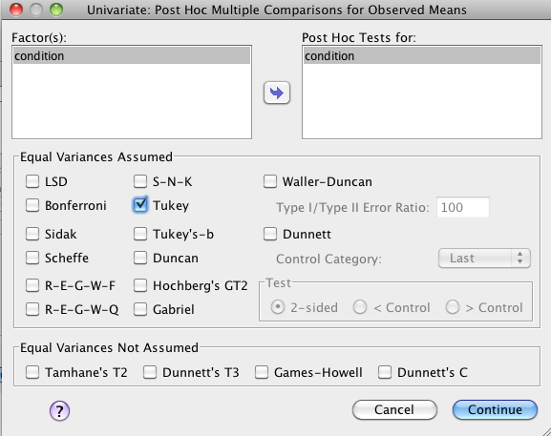 Univariate: Post Hoc Multiple Comparisons for Observed Means
Factor(s):
Post Hoc Tests for:
condition
condition
Equal Variances Assumed
LSD
S-N-K
Waller-Duncan
Bonferroni
Tukey
Type I/Type II Error Ratio: 100
Sidak
Tukey's-b
Dunnett
Scheffe
Duncan
Control Category: Last
R-E-G-W-F
Hochberg's GT2
Test
R-E-G-W-Q
Gabriel
2-sided
< Control
> Control
Equal Variances Not Assumed
Tamhane's T2
Dunnett's T3
Games-Howell
Dunnett's C
?
Cancel
Continue